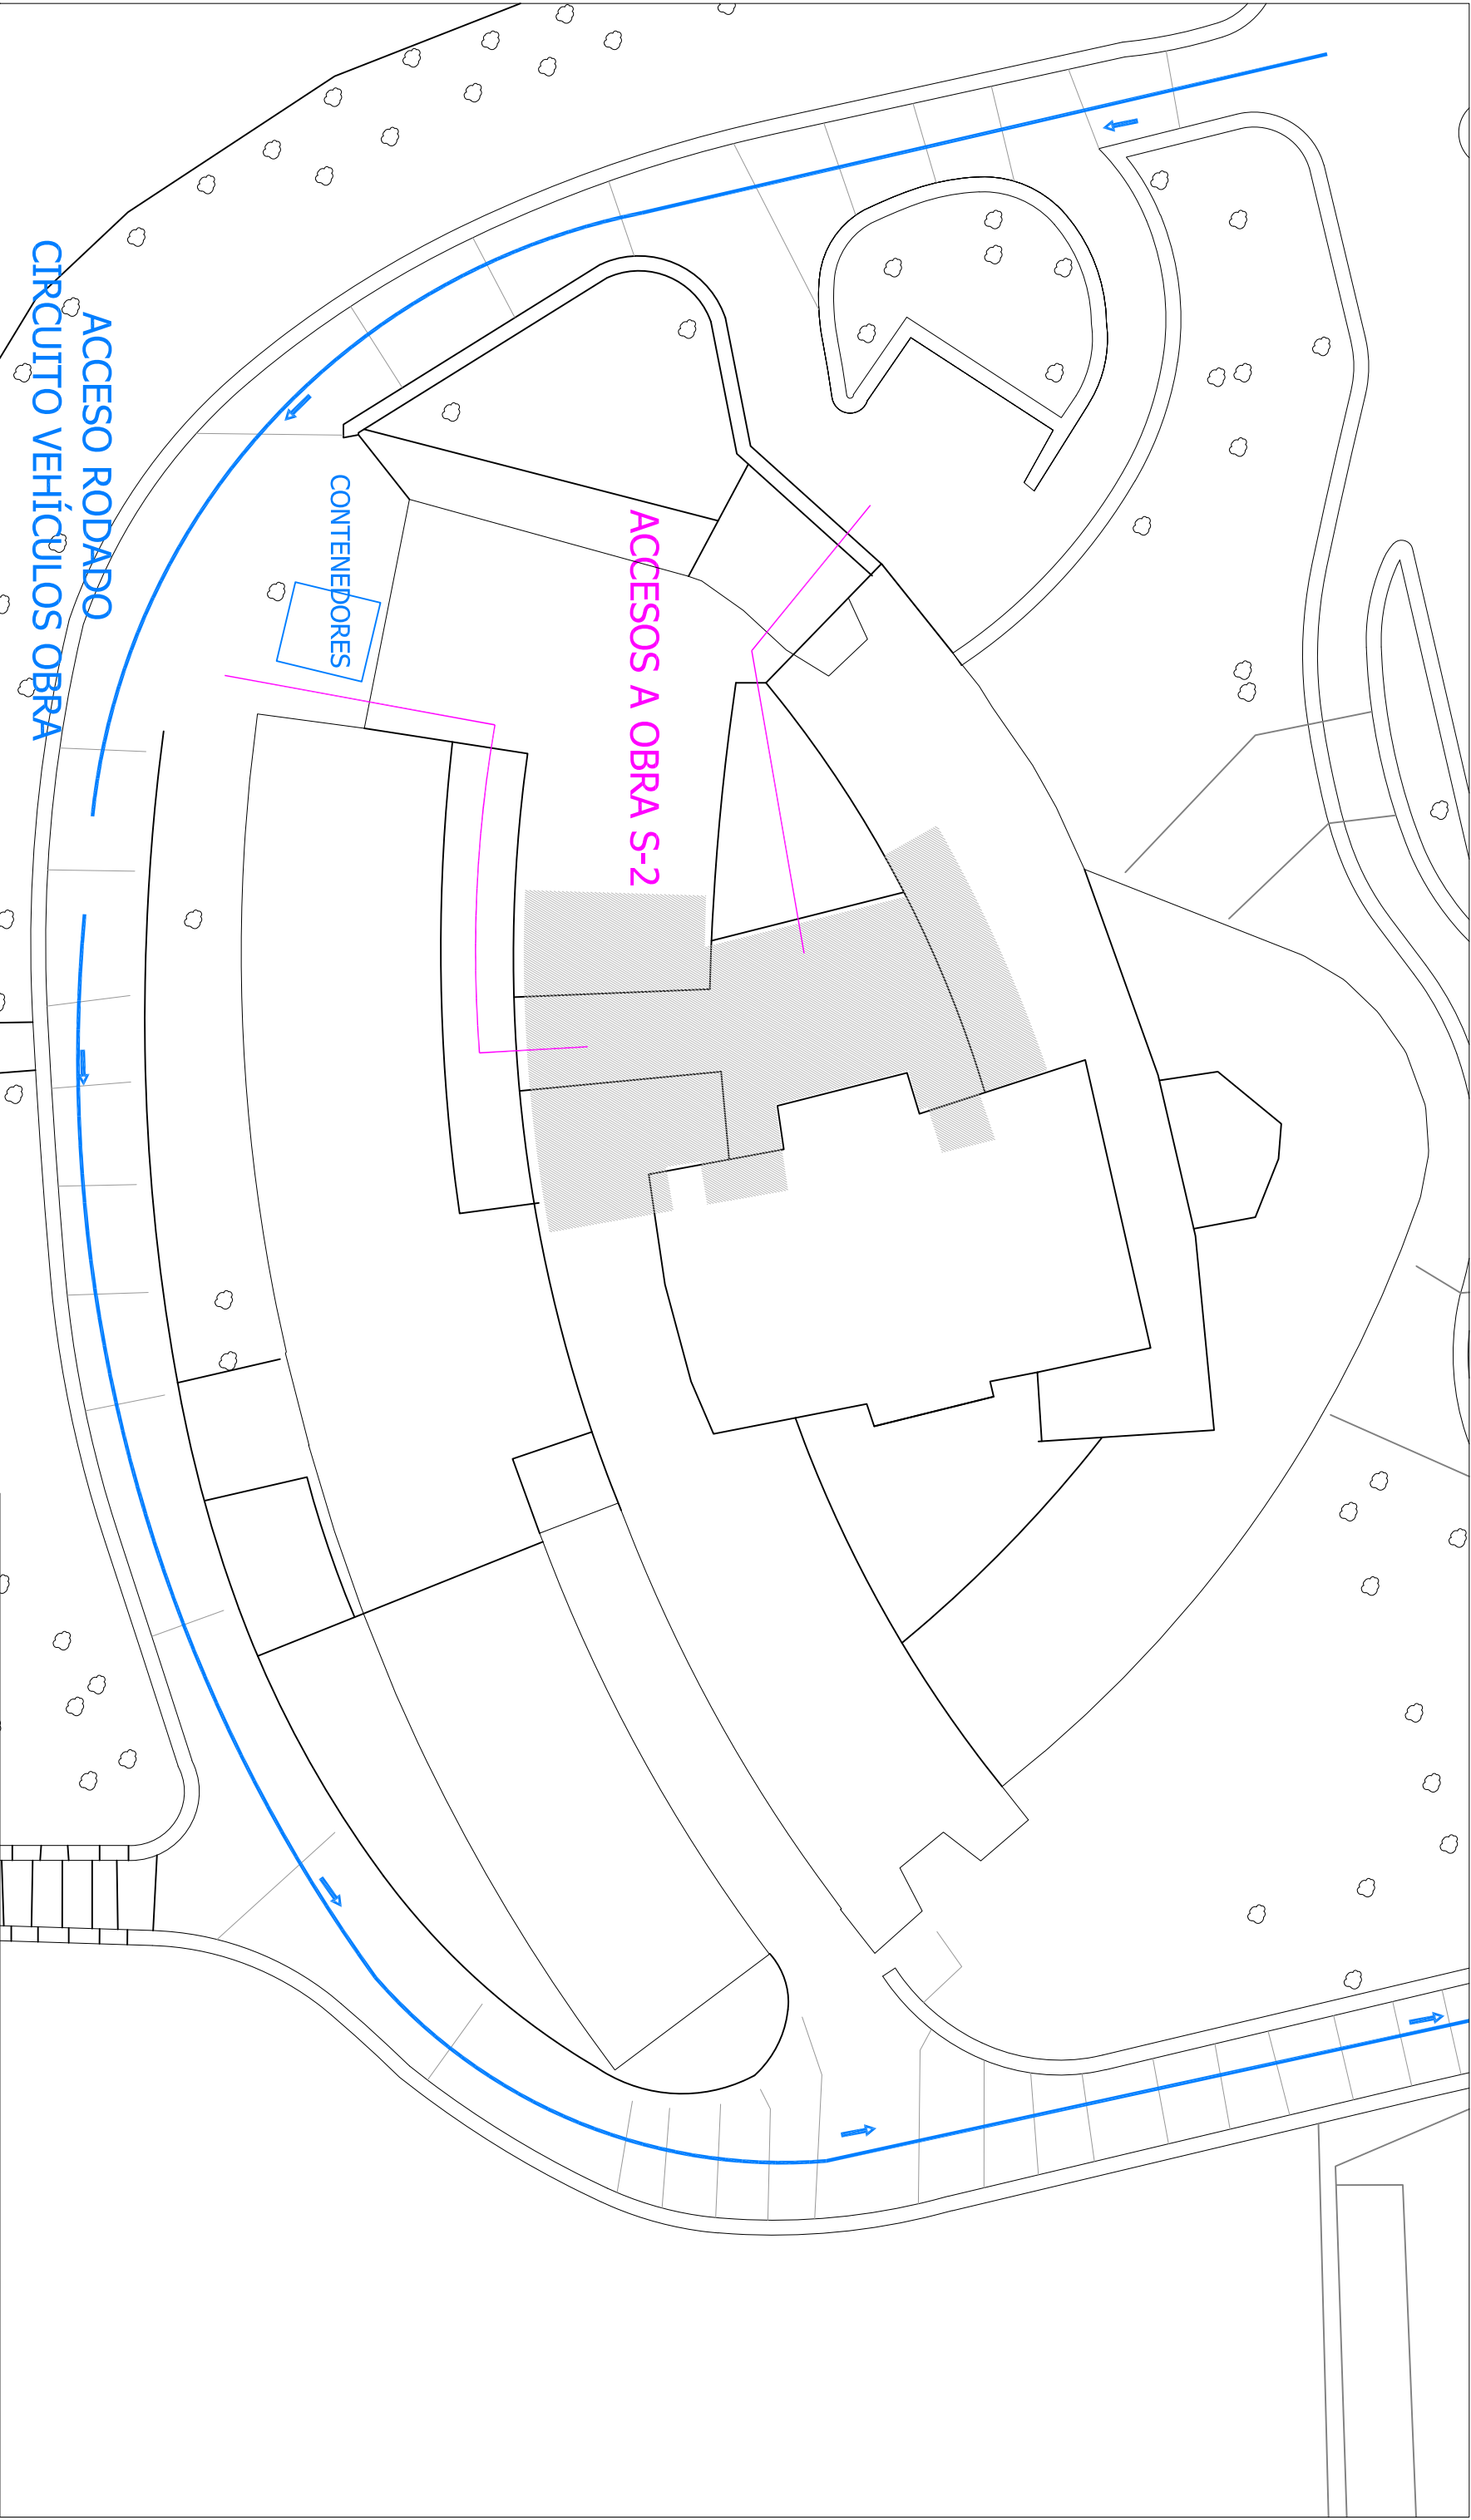 ACCESO RODADO
CIRCUITO VEHÍCULOS OBRA
CONTENEDORES
ACCESOS A OBRA S-2